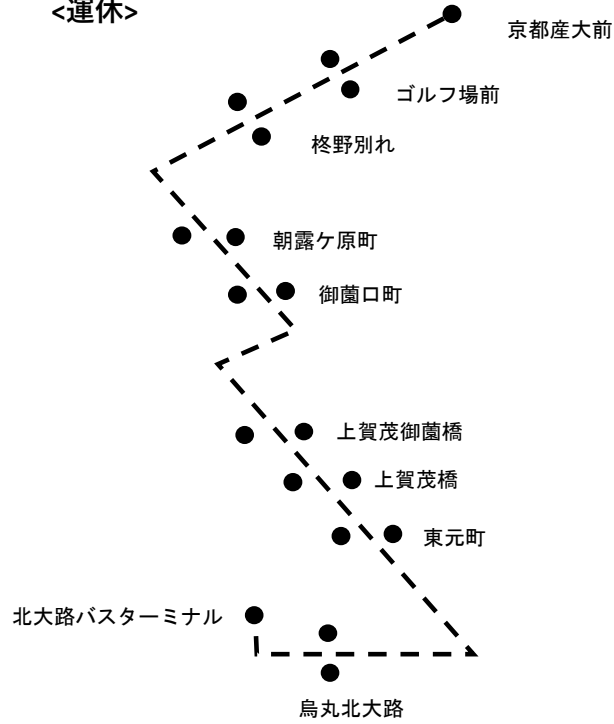 <運休>
京都産大前
ゴルフ場前
柊野別れ
朝露ケ原町
御薗口町
上賀茂御薗橋
上賀茂橋
東元町
北大路バスターミナル
烏丸北大路